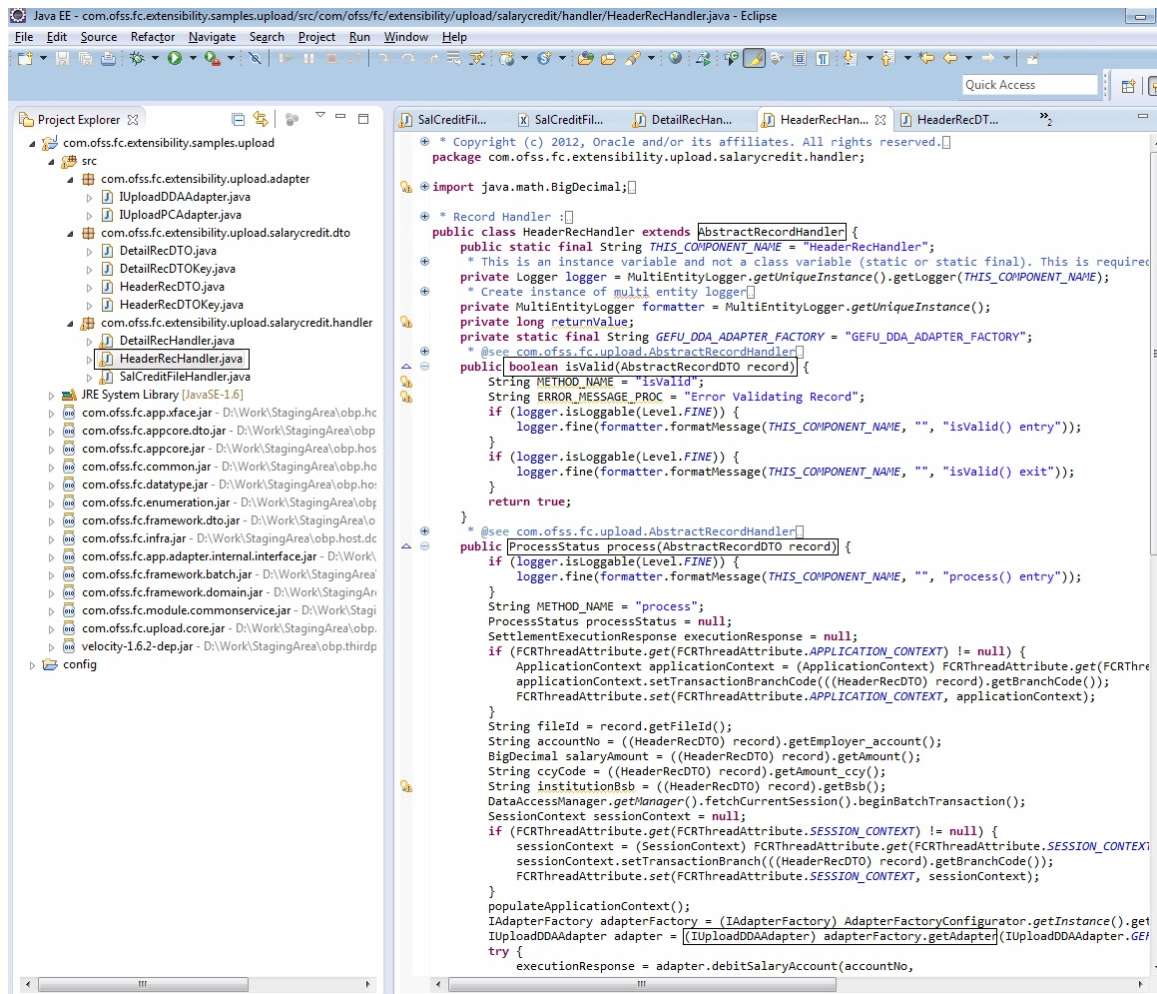 Java EE - com.ofss.fc.extensibility.samples.upload/src/com/ofss/fc/extensibility/upload/salarycredit/handler/HeaderRecHandler.java - Eclipse
File Edit Source Refactor Navigate Search Project Run Window Help
Quick Access
Project Explorer
com.ofss.fc.extensibility.samples.upload
src
com.ofss.fc.extensibility.upload.adapter
IUploadDDAAdapter.java
IUploadPCAdapter.java
com.ofss.fc.extensibility.upload.salarycredit.dto
DetailRecDTO.java
DetailRecDTOKey.java
HeaderRecDTO.java
HeaderRecDTOKey.java
com.ofss.fc.extensibility.upload.salarycredit.handler
DetailRecHandler.java
HeaderRecHandler.java
SalCreditFileHandler.java
JRE System Library [JavaSE-1.6]
com.ofss.fc.app.xface.jar - D:\Work\StagingArea\obp.hc
com.ofss.fc.appcore.dto.jar - D:\Work\StagingArea\obp
com.ofss.fc.appcore.jar - D:\Work\StagingArea\obp.hos
com.ofss.fc.common.jar - D:\Work\StagingArea\obp.ho
com.ofss.fc.datatype.jar - D:\Work\StagingArea\obp.ho
com.ofss.fc.enumeration.jar - D:\Work\StagingArea\obp
com.ofss.fc.framework.dto.jar - D:\Work\StagingArea\o
com.ofss.fc.infra.jar - D:\Work\StagingArea\obp.host.dc
com.ofss.fc.app.adapter.internal.interface.jar - D:\Work\
com.ofss.fc.framework.batch.jar - D:\Work\StagingArea
com.ofss.fc.framework.domain.jar - D:\Work\StagingAr
com.ofss.fc.module.commonservice.jar - D:\Work\Stagi
com.ofss.fc.upload.core.jar - D:\Work\StagingArea\obp.
velocity-1.6.2-dep.jar - D:\Work\StagingArea\obp.thirdp
config
SalCreditFil... SalCreditFil... DetailRecHan... HeaderRecHan... HeaderRecDT... »2
* Copyright (c) 2012, Oracle and/or its affiliates. All rights reserved.
package com.ofss.fc.extensibility.upload.salarycredit.handler;
import java.math.BigDecimal;
* Record Handler :
public class HeaderRecHandler extends AbstractRecordHandler {
public static final String THIS_COMPONENT_NAME = "HeaderRecHandler";
* This is an instance variable and not a class variable (static or static final). This is required
private Logger logger = MultiEntityLogger.getUniqueInstance().getLogger(THIS_COMPONENT_NAME);
* Create instance of multi entity logger
private MultiEntityLogger formatter = MultiEntityLogger.getUniqueInstance();
private long returnValue;
private static final String GEFU_DDA_ADAPTER_FACTORY = "GEFU_DDA_ADAPTER_FACTORY";
* @see com.ofss.fc.upload.AbstractRecordHandler
public boolean isValid(AbstractRecordDTO record) {
String METHOD_NAME = "isValid";
String ERROR_MESSAGE_PROC = "Error Validating Record";
if (logger.isLoggable(Level.FINE)) {
logger.fine(formatter.formatMessage(THIS_COMPONENT_NAME, "", "isValid() entry"));
}
if (logger.isLoggable(Level.FINE)) {
logger.fine(formatter.formatMessage(THIS_COMPONENT_NAME, "", "isValid() exit"));
}
return true;
}
* @see com.ofss.fc.upload.AbstractRecordHandler
public ProcessStatus process(AbstractRecordDTO record) {
if (logger.isLoggable(Level.FINE)) {
logger.fine(formatter.formatMessage(THIS_COMPONENT_NAME, "", "process() entry"));
}
String METHOD_NAME = "process";
ProcessStatus processStatus = null;
SettlementExecutionResponse executionResponse = null;
if (FCRThreadAttribute.get(FCRThreadAttribute.APPLICATION_CONTEXT) != null) {
ApplicationContext applicationContext = (ApplicationContext) FCRThreadAttribute.get(FCRThre
applicationContext.setTransactionBranchCode(((HeaderRecDTO) record).getBranchCode());
FCRThreadAttribute.set(FCRThreadAttribute.APPLICATION_CONTEXT, applicationContext);
}
String fileId = record.getFileId();
String accountNo = ((HeaderRecDTO) record).getEmployer_account();
BigDecimal salaryAmount = ((HeaderRecDTO) record).getAmount();
String ccyCode = ((HeaderRecDTO) record).getAmount_ccy();
String institutionBsb = ((HeaderRecDTO) record).getBsb();
DataAccessManager.getManager().fetchCurrentSession().beginBatchTransaction();
SessionContext sessionContext = null;
if (FCRThreadAttribute.get(FCRThreadAttribute.SESSION_CONTEXT) != null) {
sessionContext = (SessionContext) FCRThreadAttribute.get(FCRThreadAttribute.SESSION_CONTEXT
sessionContext.setTransactionBranch(((HeaderRecDTO) record).getBranchCode());
FCRThreadAttribute.set(FCRThreadAttribute.SESSION_CONTEXT, sessionContext);
}
populateApplicationContext();
IAdapterFactory adapterFactory = (IAdapterFactory) AdapterFactoryConfigurator.getInstance().get
IUploadDDAAdapter adapter = (IUploadDDAAdapter) adapterFactory.getAdapter(IUploadDDAAdapter.GEF
try {
executionResponse = adapter.debitSalaryAccount(accountNo,